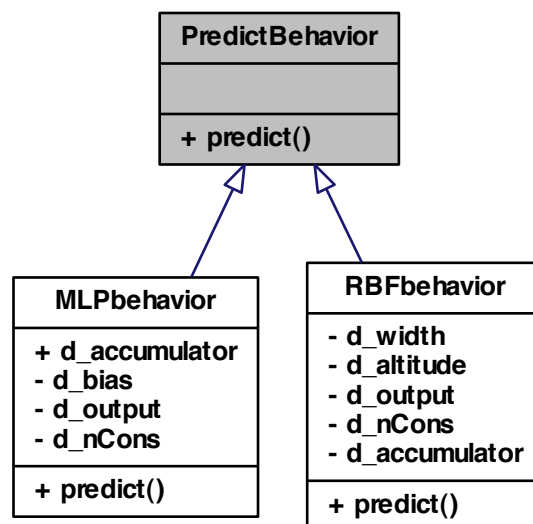 PredictBehavior
+ predict()
MLPbehavior
+ d_accumulator
- d_bias
- d_output
- d_nCons
+ predict()
RBFbehavior
- d_width
- d_altitude
- d_output
- d_nCons
- d_accumulator
+ predict()